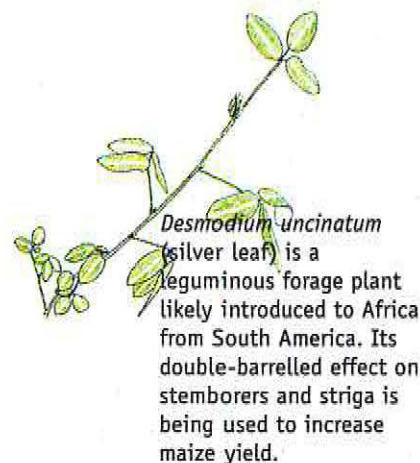 Desmodium uncinatum
(silver leaf) is a
leguminous forage plant
likely introduced to Africa
from South America. Its
double-barrelled effect on
stemborers and striga is
being used to increase
maize yield.